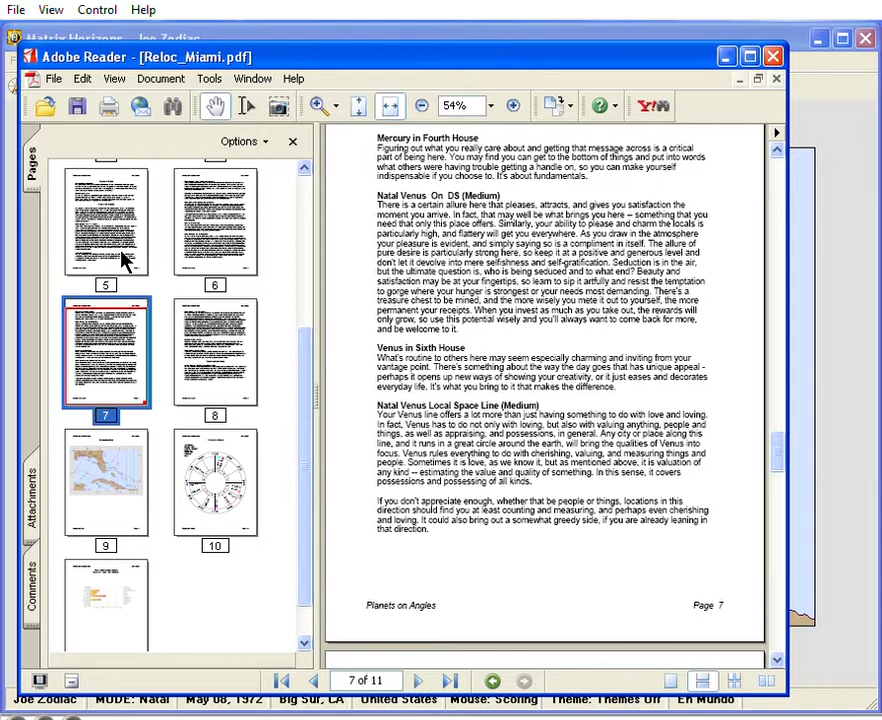 File View Control Help
Matrix Horizons - Joe Zodiac
Adobe Reader - [Reloc_Miami.pdf]
File Edit View Document Tools Window Help
54%
Y!
Options
Pages
Attachments
Comments
5
6
7
8
9
10
Mercury in Fourth House
Figuring out what you really care about and getting that message across is a critical
part of being here. You may find you can get to the bottom of things and put into words
what others were having trouble getting a handle on, so you can make yourself
indispensable if you choose to. It's about fundamentals.
Natal Venus On DS (Medium)
There is a certain allure here that pleases, attracts, and gives you satisfaction the
moment you arrive. In fact, that may well be what brings you here -- something that you
need that only this place offers. Similarly, your ability to please and charm the locals is
particularly high, and flattery will get you everywhere. As you draw in the atmosphere
your pleasure is evident, and simply saying so is a compliment in itself. The allure of
pure desire is particularly strong here, so keep it at a positive and generous level and
don't let it devolve into mere selfishness and self-gratification. Seduction is in the air,
but the ultimate question is, who is being seduced and to what end? Beauty and
satisfaction may be at your fingertips, so learn to sip it artfully and resist the temptation
to gorge where your hunger is strongest or your needs most demanding. There's a
treasure chest to be mined, and the more wisely you mete it out to yourself, the more
permanent your receipts. When you invest as much as you take out, the rewards will
only grow, so use this potential wisely and you'll always want to come back for more,
and be welcome to it.
Venus in Sixth House
What's routine to others here may seem especially charming and inviting from your
vantage point. There's something about the way the day goes that has unique appeal -
perhaps it opens up new ways of showing your creativity, or it just eases and decorates
everyday life. It's what you bring to it that makes the difference.
Natal Venus Local Space Line (Medium)
Your Venus line offers a lot more than just having something to do with love and loving.
In fact, Venus has to do not only with loving, but also with valuing anything, people and
things, as well as appraising, and possessions, in general. Any city or place along this
line, and it runs in a great circle around the earth, will bring the qualities of Venus into
focus. Venus rules everything to do with cherishing, valuing, and measuring things and
people. Sometimes it is love, as we know it, but as mentioned above, it is valuation of
any kind -- estimating the value and quality of something. In this sense, it covers
possessions and possessing of all kinds.
If you don't appreciate enough, whether that be people or things, locations in this
direction should find you at least counting and measuring, and perhaps even cherishing
and loving. It could also bring out a somewhat greedy side, if you are already leaning in
that direction.
Planets on Angles Page 7
7 of 11
Joe Zodiac MODE: Natal May 08, 1972 Big Sur, CA United States Mouse: Scoring Theme: Themes Off En Mundo